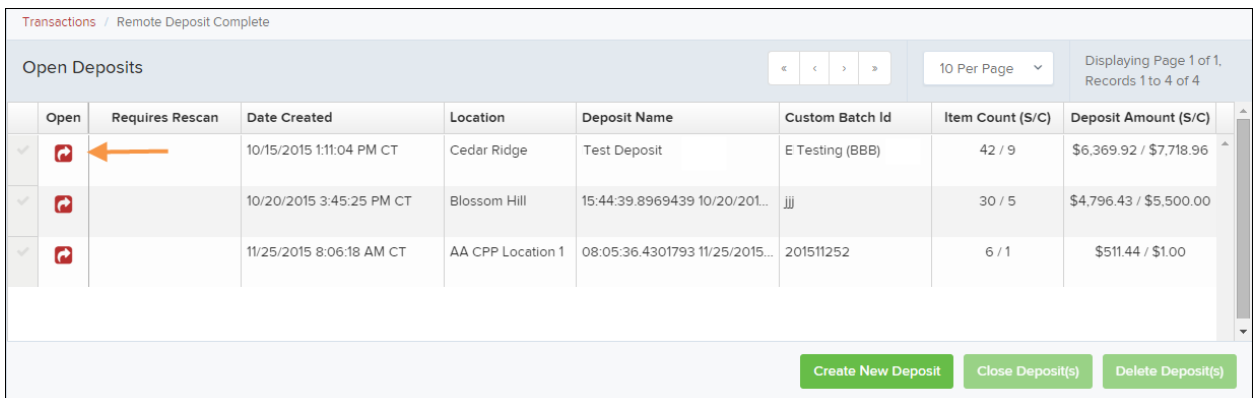 Transactions / Remote Deposit Complete
Open Deposits
« ‹ › »
10 Per Page
Displaying Page 1 of 1,
Records 1 to 4 of 4
Open Requires Rescan Date Created Location Deposit Name Custom Batch Id Item Count (S/C) Deposit Amount (S/C)
10/15/2015 1:11:04 PM CT Cedar Ridge Test Deposit E Testing (BBB) 42 / 9 $6,369.92 / $7,718.96
10/20/2015 3:45:25 PM CT Blossom Hill 15:44:39.8969439 10/20/201... jjj 30 / 5 $4,796.43 / $5,500.00
11/25/2015 8:06:18 AM CT AA CPP Location 1 08:05:36.4301793 11/25/2015... 201511252 6 / 1 $511.44 / $1.00
Create New Deposit Close Deposit(s) Delete Deposit(s)